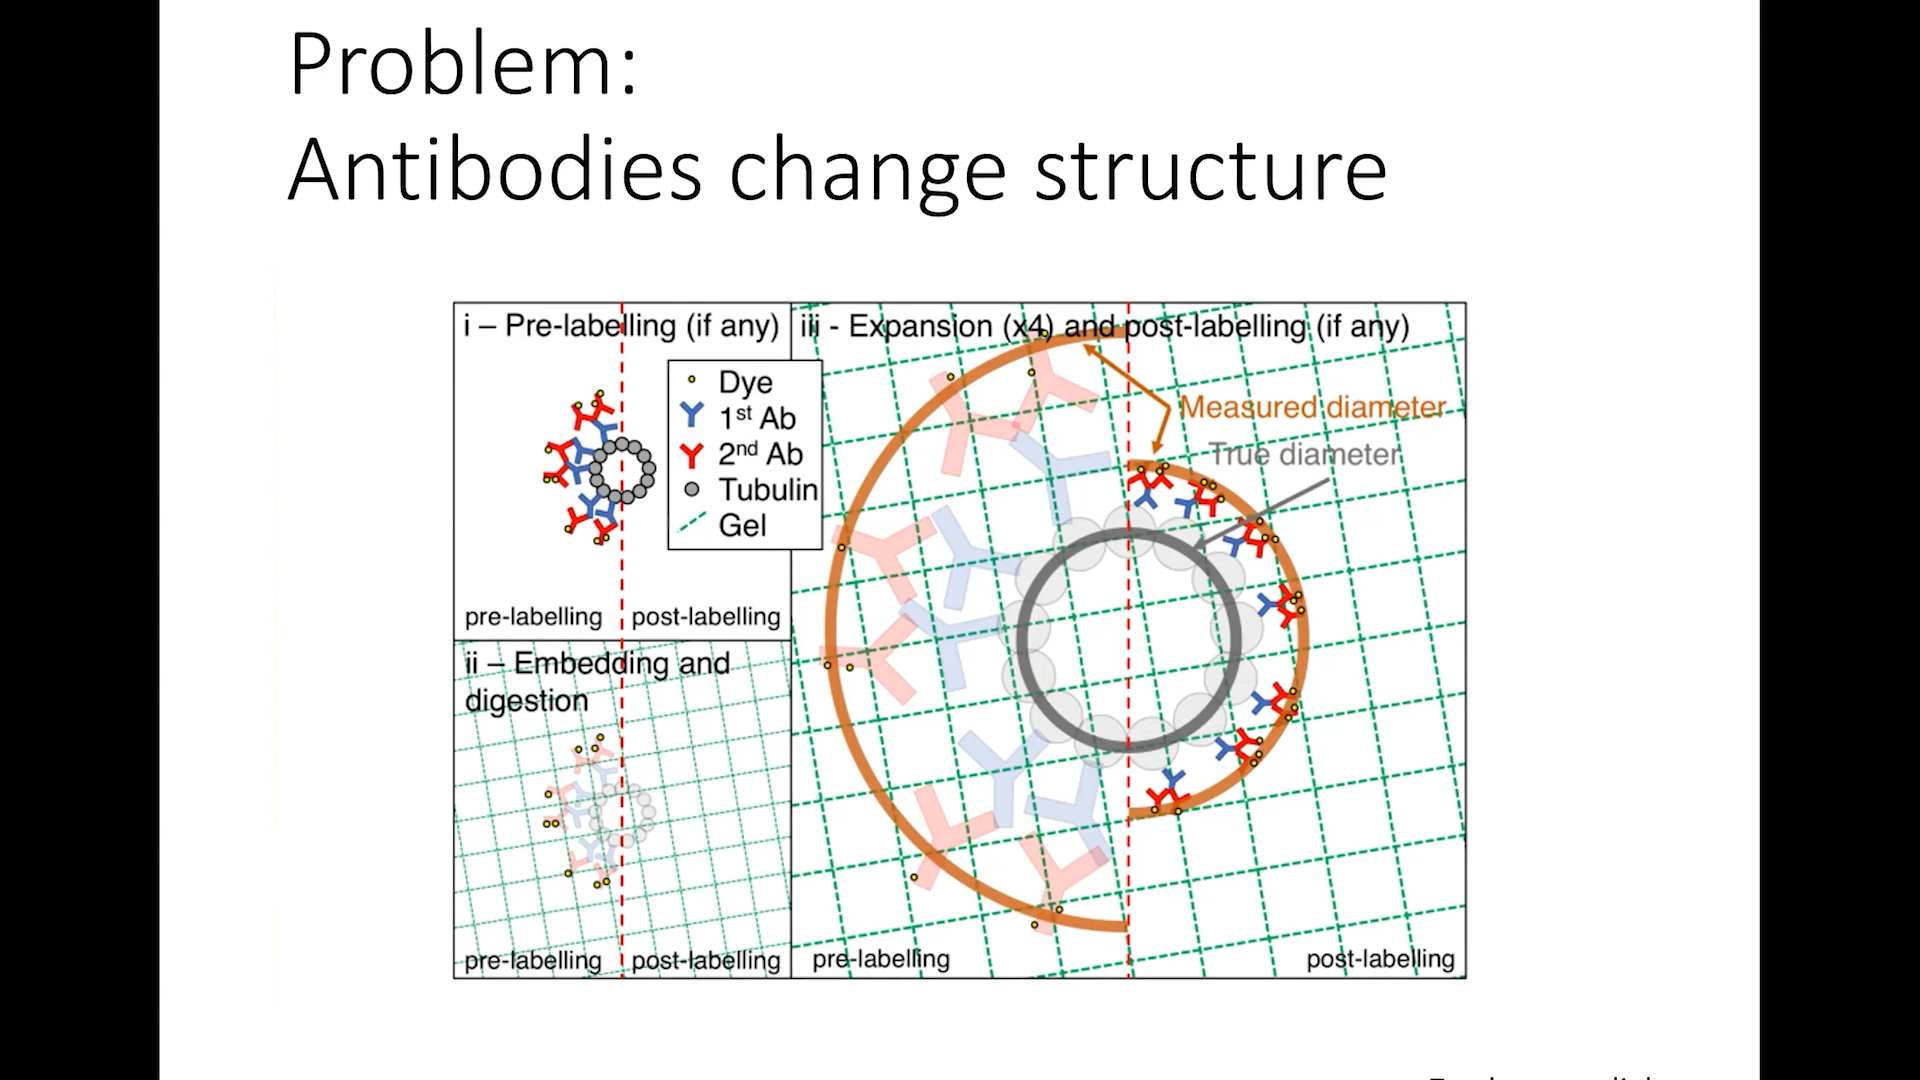 Problem:
Antibodies change structure
i – Pre-labelling (if any)
Dye
1st Ab
2nd Ab
Tubulin
Gel
pre-labelling
post-labelling
ii – Embedding and
digestion
pre-labelling
post-labelling
iii - Expansion (x4) and post-labelling (if any)
Measured diameter
True diameter
pre-labelling
post-labelling